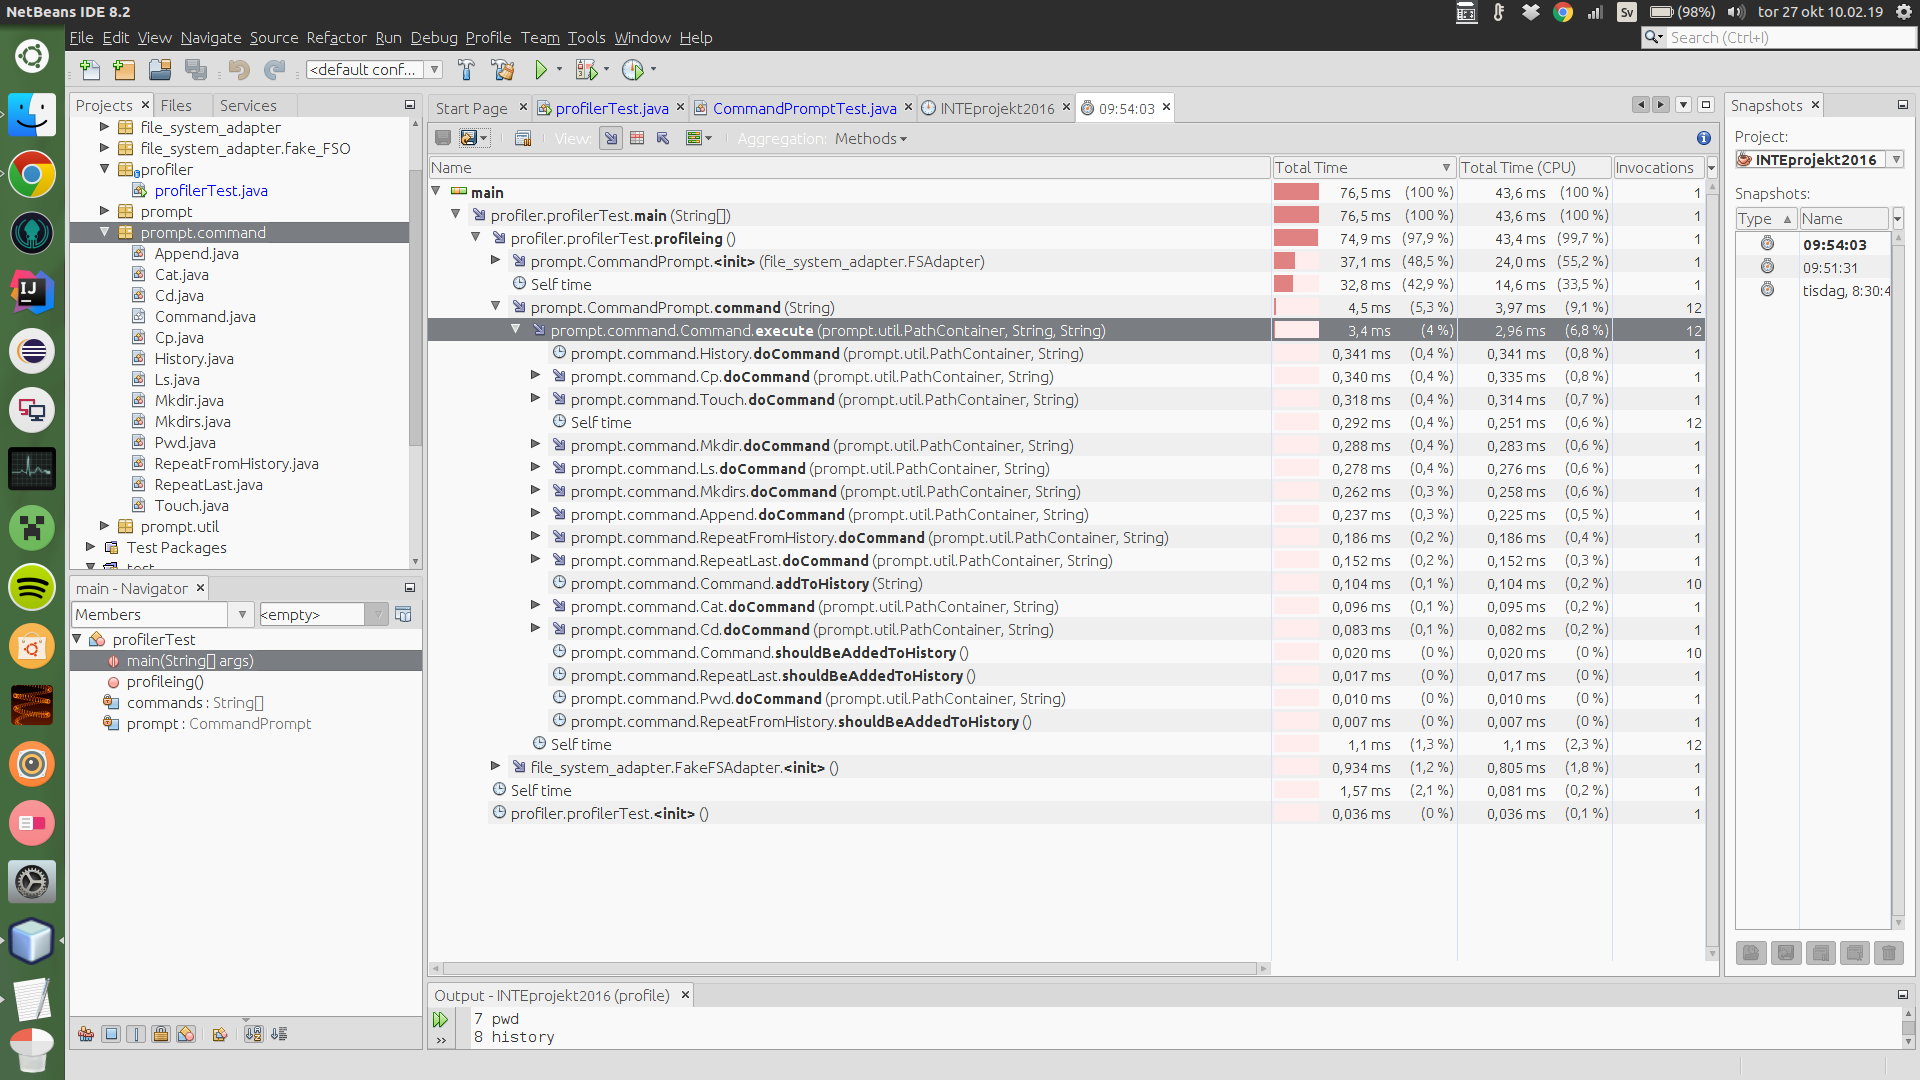 NetBeans IDE 8.2
Sv (98%) tor 27 okt 10.02.19
File Edit View Navigate Source Refactor Run Debug Profile Team Tools Window Help
Search (Ctrl+I)
<default conf...
Projects Files Services
file_system_adapter
file_system_adapter.fake_FSO
profiler
profilerTest.java
prompt
prompt.command
Append.java
Cat.java
Cd.java
Command.java
Cp.java
History.java
Ls.java
Mkdir.java
Mkdirs.java
Pwd.java
RepeatFromHistory.java
RepeatLast.java
Touch.java
prompt.util
Test Packages
test
main - Navigator
Members <empty>
profilerTest
main(String[] args)
profileing()
commands : String[]
prompt : CommandPrompt
Start Page profilerTest.java CommandPromptTest.java INTEprojekt2016 09:54:03
View: Aggregation: Methods
Name Total Time Total Time (CPU) Invocations
main 76,5 ms (100 %) 43,6 ms (100 %) 1
profiler.profilerTest.main (String[]) 76,5 ms (100 %) 43,6 ms (100 %) 1
profiler.profilerTest.profileing () 74,9 ms (97,9 %) 43,4 ms (99,7 %) 1
prompt.CommandPrompt.<init> (file_system_adapter.FSAdapter) 37,1 ms (48,5 %) 24,0 ms (55,2 %) 1
Self time 32,8 ms (42,9 %) 14,6 ms (33,5 %) 1
prompt.CommandPrompt.command (String) 4,5 ms (5,3 %) 3,97 ms (9,1 %) 12
prompt.command.Command.execute (prompt.util.PathContainer, String, String) 3,4 ms (4 %) 2,96 ms (6,8 %) 12
prompt.command.History.doCommand (prompt.util.PathContainer, String) 0,341 ms (0,4 %) 0,341 ms (0,8 %) 1
prompt.command.Cp.doCommand (prompt.util.PathContainer, String) 0,340 ms (0,4 %) 0,335 ms (0,8 %) 1
prompt.command.Touch.doCommand (prompt.util.PathContainer, String) 0,318 ms (0,4 %) 0,314 ms (0,7 %) 1
Self time 0,292 ms (0,4 %) 0,251 ms (0,6 %) 12
prompt.command.Mkdir.doCommand (prompt.util.PathContainer, String) 0,288 ms (0,4 %) 0,283 ms (0,6 %) 1
prompt.command.Ls.doCommand (prompt.util.PathContainer, String) 0,278 ms (0,4 %) 0,276 ms (0,6 %) 1
prompt.command.Mkdirs.doCommand (prompt.util.PathContainer, String) 0,262 ms (0,3 %) 0,258 ms (0,6 %) 1
prompt.command.Append.doCommand (prompt.util.PathContainer, String) 0,237 ms (0,3 %) 0,225 ms (0,5 %) 1
prompt.command.RepeatFromHistory.doCommand (prompt.util.PathContainer, String) 0,186 ms (0,2 %) 0,186 ms (0,4 %) 1
prompt.command.RepeatLast.doCommand (prompt.util.PathContainer, String) 0,152 ms (0,2 %) 0,152 ms (0,3 %) 1
prompt.command.Command.addToHistory (String) 0,104 ms (0,1 %) 0,104 ms (0,2 %) 10
prompt.command.Cat.doCommand (prompt.util.PathContainer, String) 0,096 ms (0,1 %) 0,095 ms (0,2 %) 1
prompt.command.Cd.doCommand (prompt.util.PathContainer, String) 0,083 ms (0,1 %) 0,082 ms (0,2 %) 1
prompt.command.Command.shouldBeAddedToHistory () 0,020 ms (0 %) 0,020 ms (0 %) 10
prompt.command.RepeatLast.shouldBeAddedToHistory () 0,017 ms (0 %) 0,017 ms (0 %) 1
prompt.command.Pwd.doCommand (prompt.util.PathContainer, String) 0,010 ms (0 %) 0,010 ms (0 %) 1
prompt.command.RepeatFromHistory.shouldBeAddedToHistory () 0,007 ms (0 %) 0,007 ms (0 %) 1
Self time 1,1 ms (1,3 %) 1,1 ms (2,3 %) 12
file_system_adapter.FakeFSAdapter.<init> () 0,934 ms (1,2 %) 0,805 ms (1,8 %) 1
Self time 1,57 ms (2,1 %) 0,081 ms (0,2 %) 1
profiler.profilerTest.<init> () 0,036 ms (0 %) 0,036 ms (0,1 %) 1
Snapshots
Project:
INTEprojekt2016
Snapshots:
Type Name
09:54:03
09:51:31
tisdag, 8:30:4
Output - INTEprojekt2016 (profile)
7 pwd
8 history